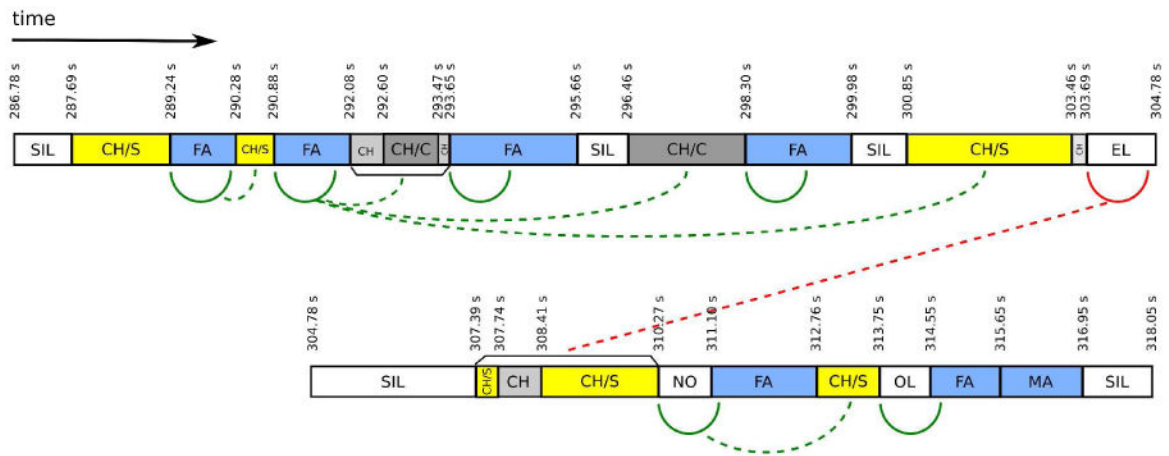 time
286.78 s 287.69 s 289.24 s 290.28 s 290.88 s 292.08 s 292.60 s 293.47 s 293.65 s 295.66 s 296.46 s 298.30 s 299.98 s 300.85 s 303.46 s 303.69 s 304.78 s
SIL CH/S FA CH/S FA CH CH/C CH FA SIL CH/C FA SIL CH/S CH EL
304.78 s 307.39 s 307.74 s 308.41 s 310.27 s 311.10 s 312.76 s 313.75 s 314.55 s 315.65 s 316.95 s 318.05 s
SIL CH/S CH CH/S NO FA CH/S OL FA MA SIL